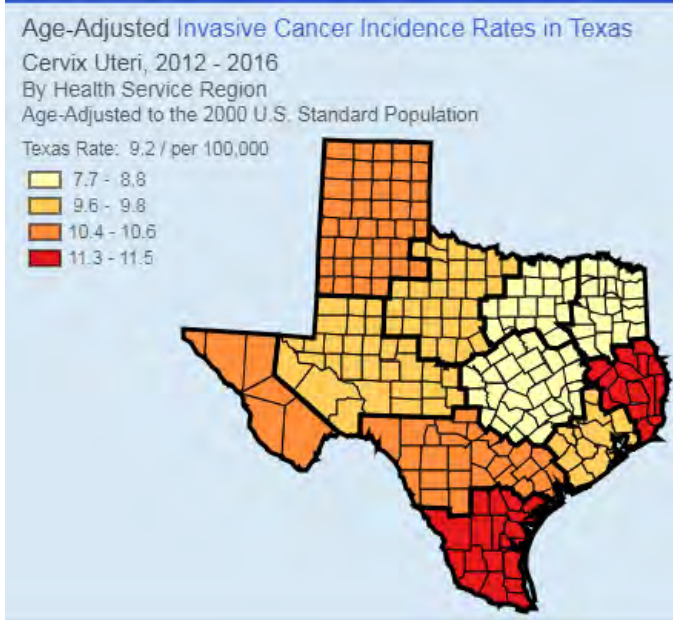 Age-Adjusted Invasive Cancer Incidence Rates in Texas
Cervix Uteri, 2012 - 2016
By Health Service Region
Age-Adjusted to the 2000 U.S. Standard Population
Texas Rate: 9.2 / per 100,000
7.7 - 8.8
9.6 - 9.8
10.4 - 10.6
11.3 - 11.5